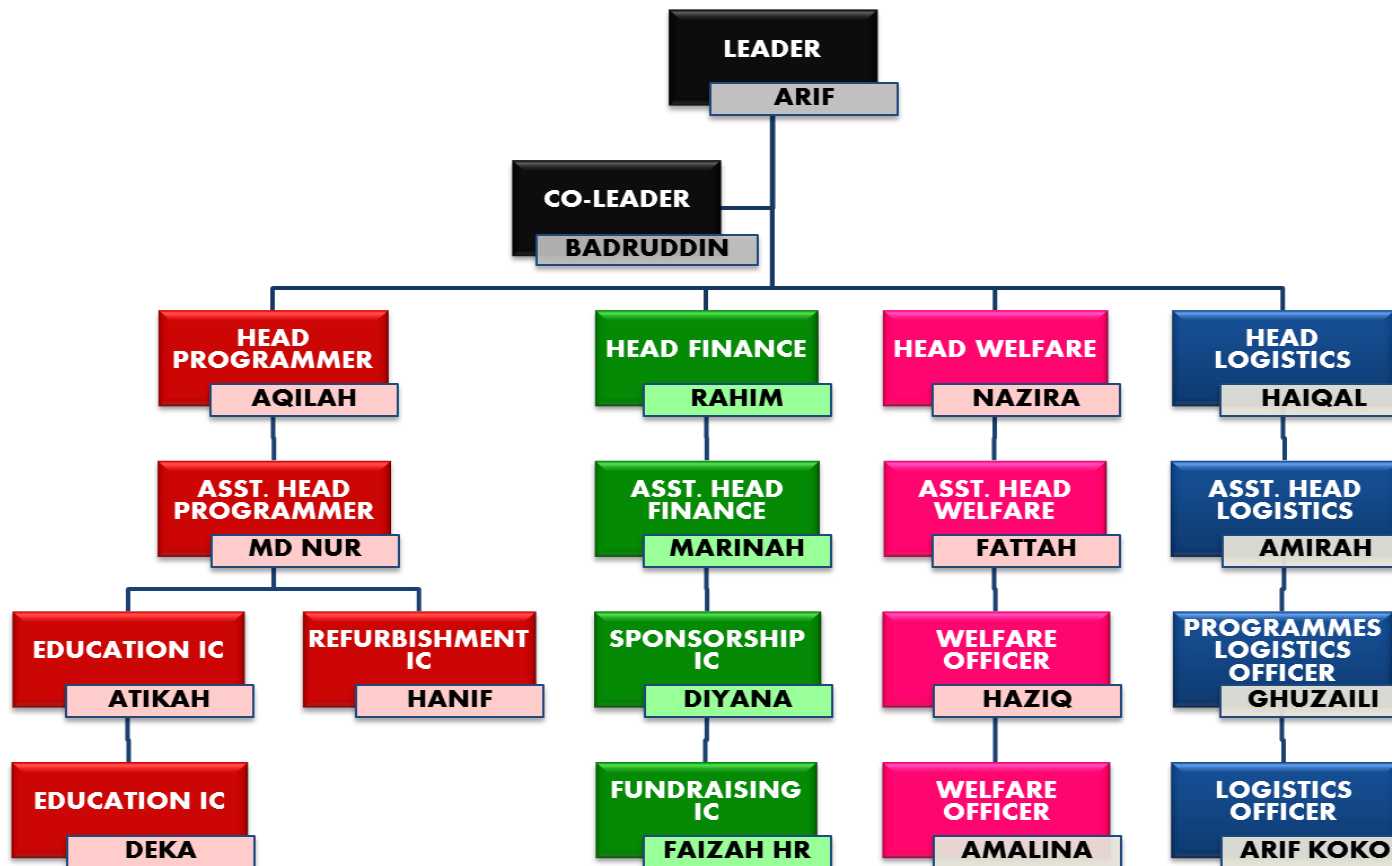 LEADER
ARIF
CO-LEADER
BADRUDDIN
HEAD
PROGRAMMER
AQILAH
HEAD FINANCE
RAHIM
HEAD WELFARE
NAZIRA
HEAD
LOGISTICS
HAIQAL
ASST. HEAD
PROGRAMMER
MD NUR
ASST. HEAD
FINANCE
MARINAH
ASST. HEAD
WELFARE
FATTAH
ASST. HEAD
LOGISTICS
AMIRAH
EDUCATION IC
ATIKAH
REFURBISHMENT
IC
HANIF
SPONSORSHIP
IC
DIYANA
WELFARE
OFFICER
HAZIQ
PROGRAMMES
LOGISTICS
OFFICER
GHUZAILI
EDUCATION IC
DEKA
FUNDRAISING
IC
FAIZAH HR
WELFARE
OFFICER
AMALINA
LOGISTICS
OFFICER
ARIF KOKO